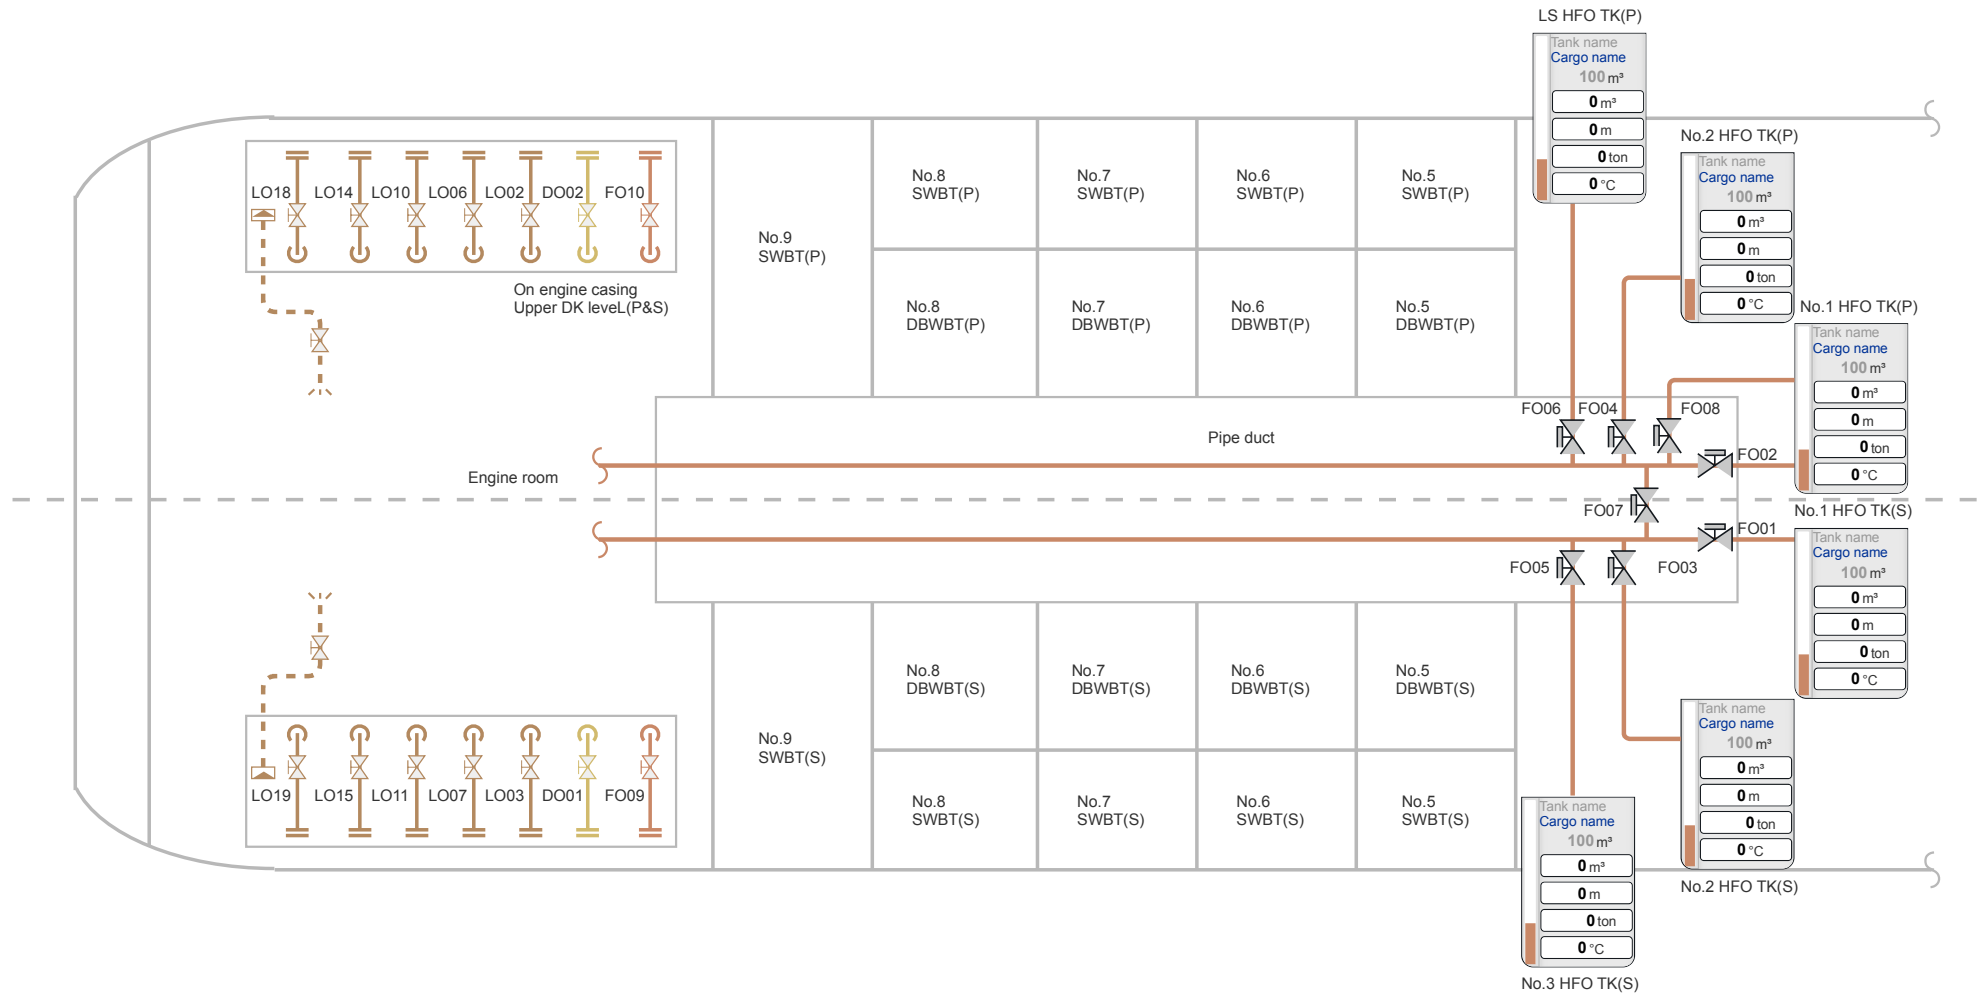 LS HFO TK(P)
Tank name
Cargo name
100 m³
0 m³
0 m
0 ton
0 °C
No.2 HFO TK(P)
Tank name
Cargo name
100 m³
0 m³
0 m
0 ton
0 °C
No.1 HFO TK(P)
Tank name
Cargo name
100 m³
0 m³
0 m
0 ton
0 °C
LO18
LO14
LO10
LO06
LO02
DO02
FO10
On engine casing
Upper DK leveL(P&S)
No.9
SWBT(P)
No.8
SWBT(P)
No.7
SWBT(P)
No.6
SWBT(P)
No.5
SWBT(P)
No.8
DBWBT(P)
No.7
DBWBT(P)
No.6
DBWBT(P)
No.5
DBWBT(P)
FO06
FO04
FO08
Pipe duct
FO02
Engine room
FO07
No.1 HFO TK(S)
FO01
FO05
FO03
Tank name
Cargo name
100 m³
0 m³
0 m
0 ton
0 °C
No.8
DBWBT(S)
No.7
DBWBT(S)
No.6
DBWBT(S)
No.5
DBWBT(S)
No.9
SWBT(S)
No.8
SWBT(S)
No.7
SWBT(S)
No.6
SWBT(S)
No.5
SWBT(S)
LO19
LO15
LO11
LO07
LO03
DO01
FO09
Tank name
Cargo name
100 m³
0 m³
0 m
0 ton
0 °C
No.2 HFO TK(S)
Tank name
Cargo name
100 m³
0 m³
0 m
0 ton
0 °C
No.3 HFO TK(S)